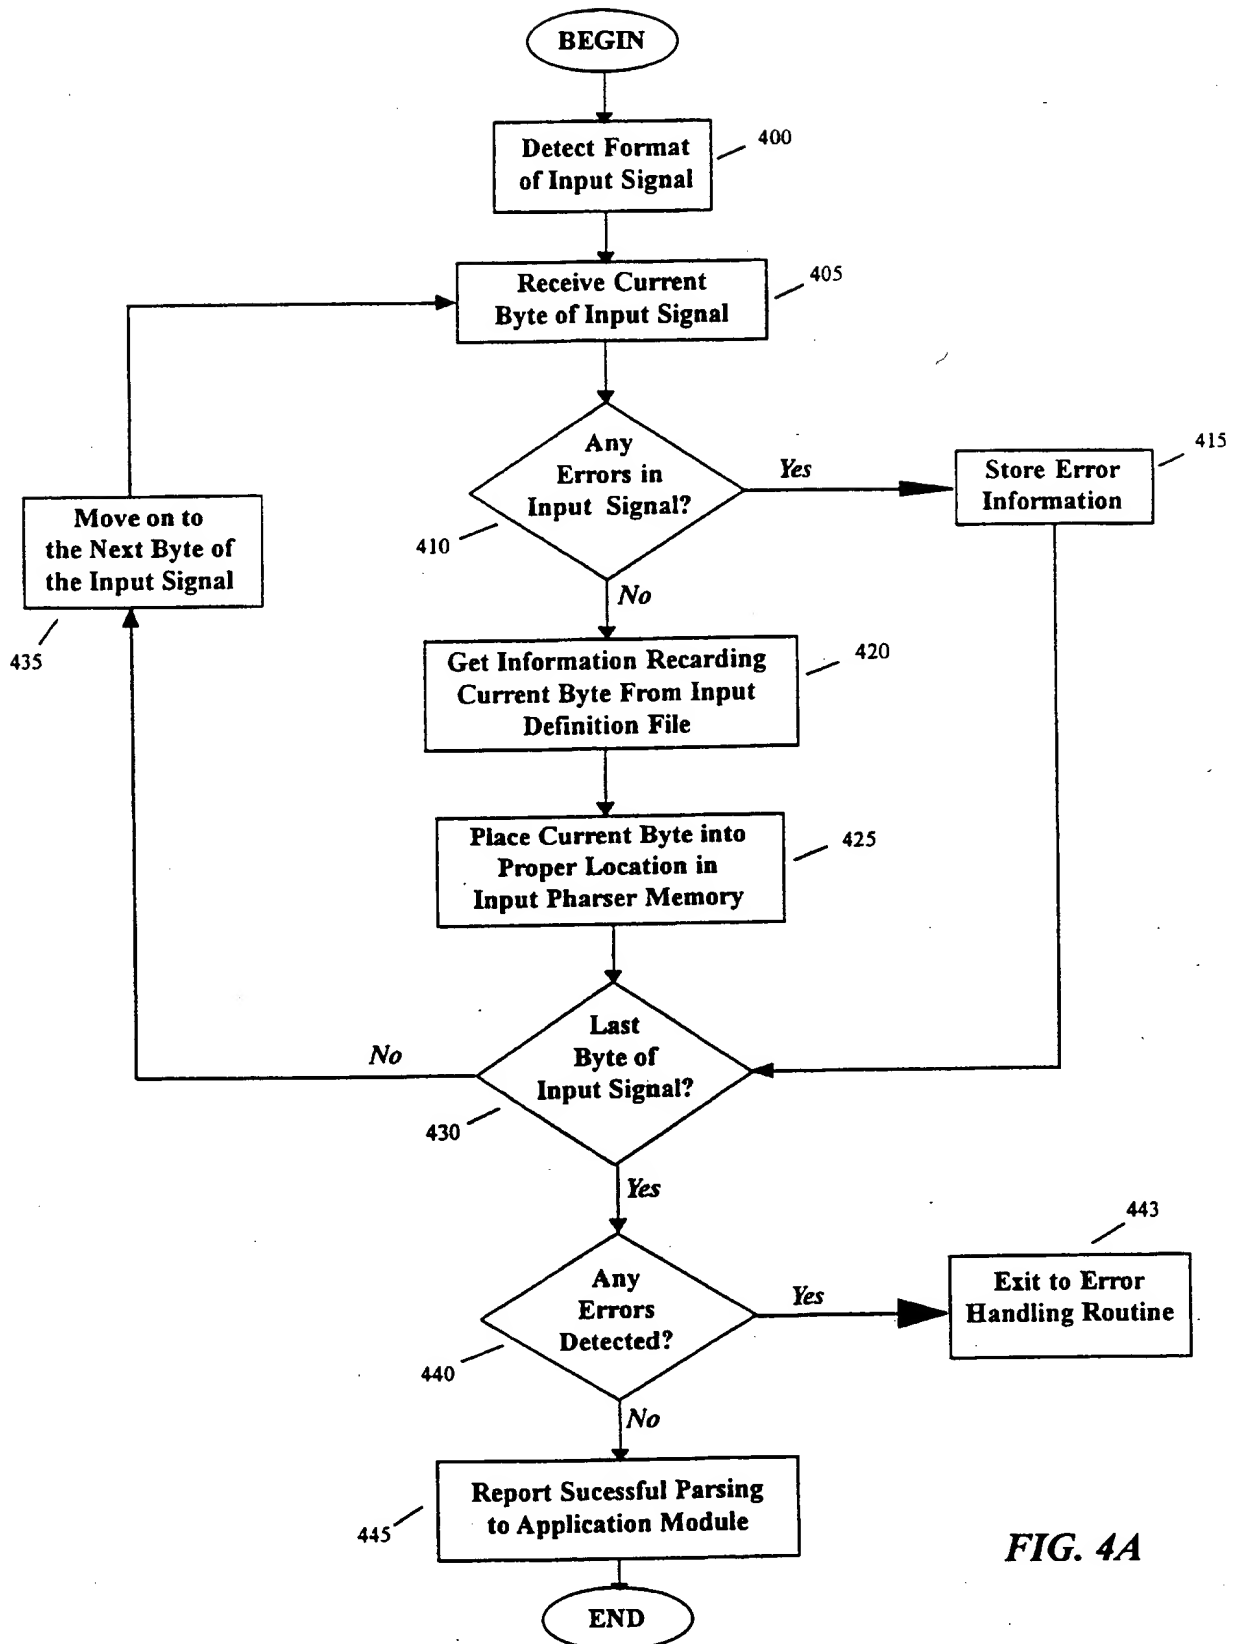 BEGIN
Detect Format
of Input Signal
400
Receive Current
Byte of Input Signal
405
Any
Errors in
Input Signal?
410
Yes
Store Error
Information
415
No
Move on to
the Next Byte of
the Input Signal
435
Get Information Recarding
Current Byte From Input
Definition File
420
Place Current Byte into
Proper Location in
Input Pharser Memory
425
Last
Byte of
Input Signal?
430
No
Yes
Any
Errors
Detected?
440
Yes
Exit to Error
Handling Routine
443
No
Report Sucessful Parsing
to Application Module
445
END
FIG. 4A